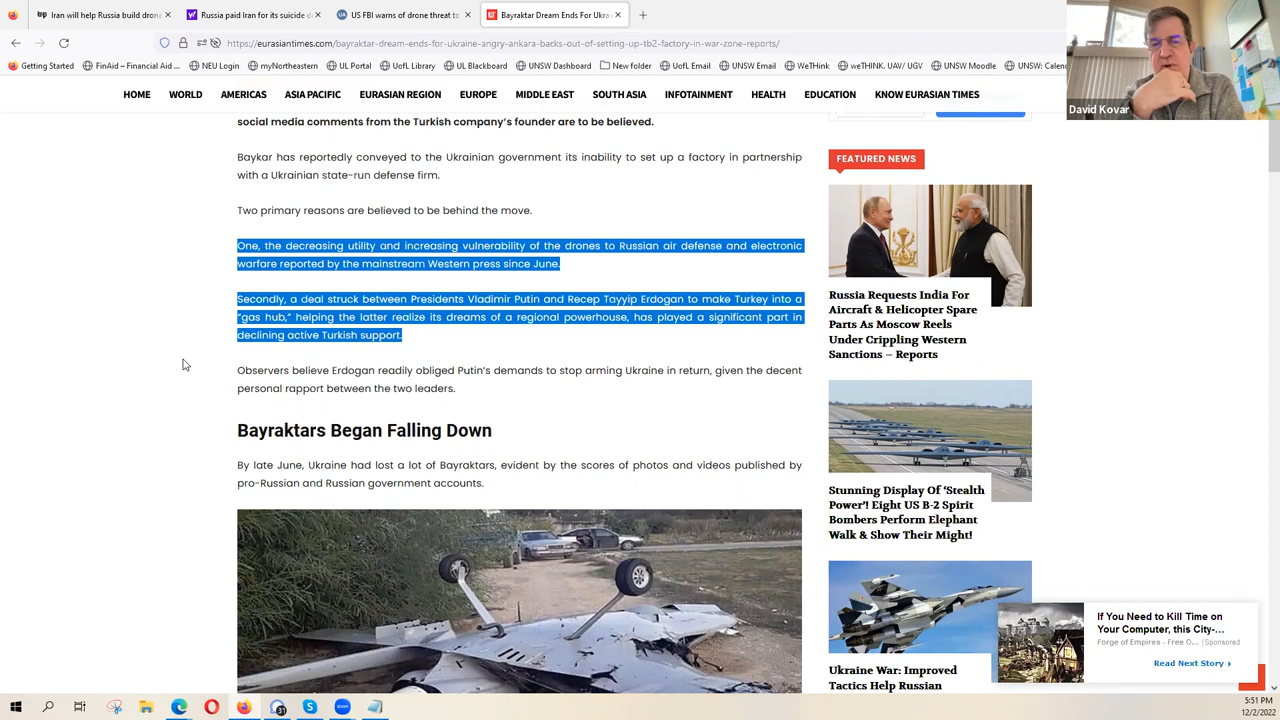 Iran will help Russia build drone
Russia paid Iran for its suicide d
US FBI warns of drone threat to
Bayraktar Dream Ends For Ukra
https://eurasiantimes.com/bayraktar-dream-ends-for-ukraine-angry-ankara-backs-out-of-setting-up-tb2-factory-in-war-zone-reports/
Getting Started
FinAid – Financial Aid ...
NEU Login
myNortheastern
UL Portal
UofL Library
UL Blackboard
UNSW Dashboard
New folder
UofL Email
UNSW Email
WeThink
weTHINK. UAV/ UGV
UNSW Moodle
UNSW: Calend
David Kovar
HOME
WORLD
AMERICAS
ASIA PACIFIC
EURASIAN REGION
EUROPE
MIDDLE EAST
SOUTH ASIA
INFOTAINMENT
HEALTH
EDUCATION
KNOW EURASIAN TIMES
social media comments from the Turkish company's founder are to be believed.
Baykar has reportedly conveyed to the Ukrainian government its inability to set up a factory in partnership
with a Ukrainian state-run defense firm.
Two primary reasons are believed to be behind the move.
One, the decreasing utility and increasing vulnerability of the drones to Russian air defense and electronic
warfare reported by the mainstream Western press since June.
Secondly, a deal struck between Presidents Vladimir Putin and Recep Tayyip Erdogan to make Turkey into a
“gas hub,” helping the latter realize its dreams of a regional powerhouse, has played a significant part in
declining active Turkish support.
Observers believe Erdogan readily obliged Putin's demands to stop arming Ukraine in return, given the decent
personal rapport between the two leaders.
Bayraktars Began Falling Down
By late June, Ukraine had lost a lot of Bayraktars, evident by the scores of photos and videos published by
pro-Russian and Russian government accounts.
FEATURED NEWS
Russia Requests India For
Aircraft & Helicopter Spare
Parts As Moscow Reels
Under Crippling Western
Sanctions – Reports
Stunning Display Of ‘Stealth
Power’! Eight US B-2 Spirit
Bombers Perform Elephant
Walk & Show Their Might!
Ukraine War: Improved
Tactics Help Russian
If You Need to Kill Time on
Your Computer, this City-...
Forge of Empires - Free O... | Sponsored
Read Next Story
31
zoom
5:51 PM
12/2/2022